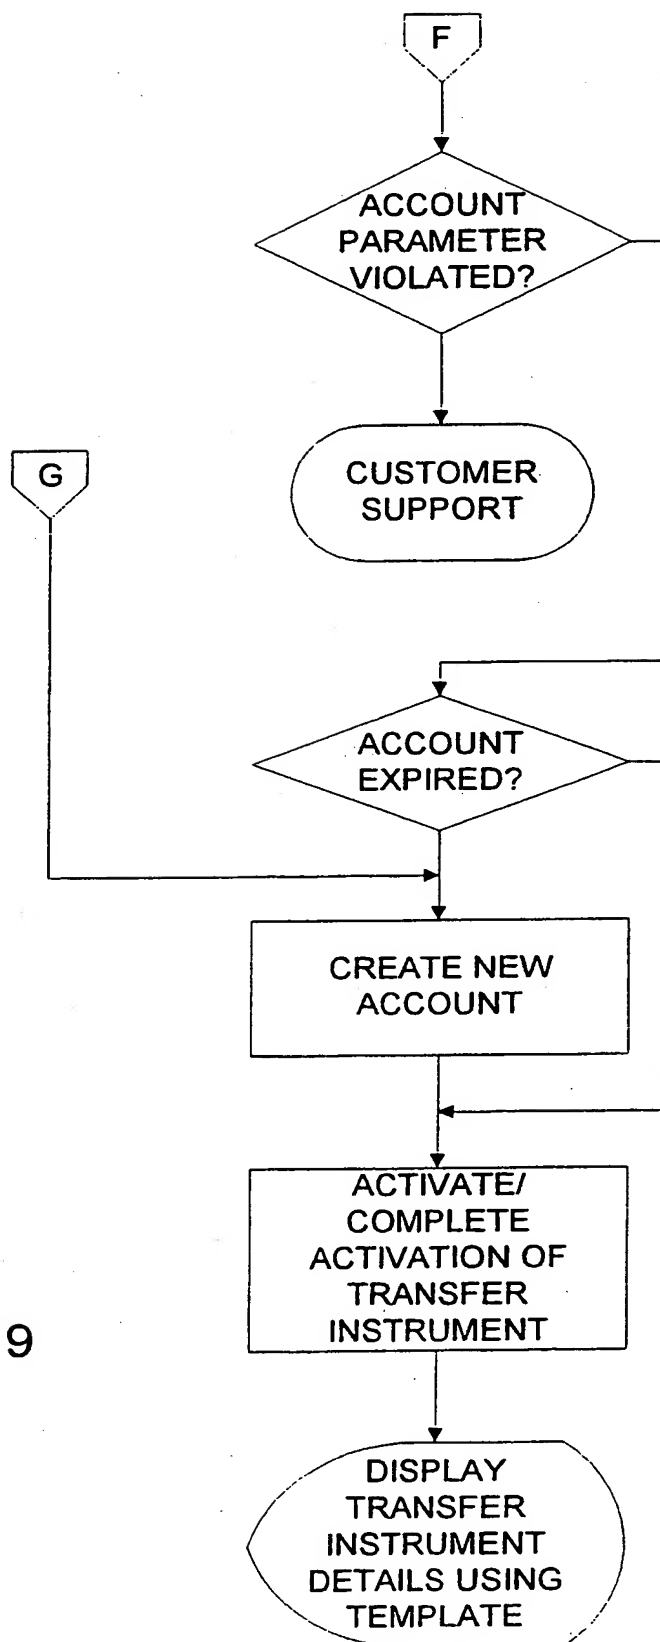 F
ACCOUNT
PARAMETER
VIOLATED?
CUSTOMER
SUPPORT
G
ACCOUNT
EXPIRED?
CREATE NEW
ACCOUNT
ACTIVATE/
COMPLETE
ACTIVATION OF
TRANSFER
INSTRUMENT
9
DISPLAY
TRANSFER
INSTRUMENT
DETAILS USING
TEMPLATE